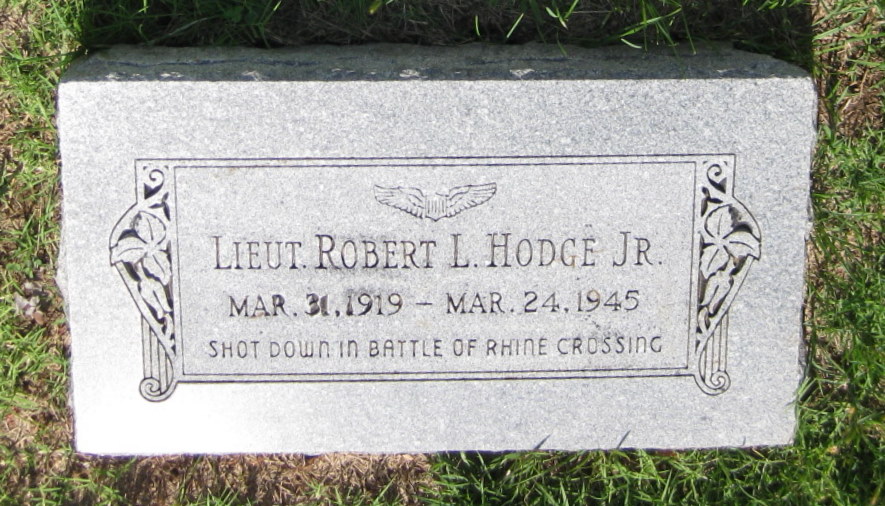 LIEUT. ROBERT L. HODGE JR.
MAR. 31, 1919 – MAR. 24, 1945
SHOT DOWN IN BATTLE OF RHINE CROSSING